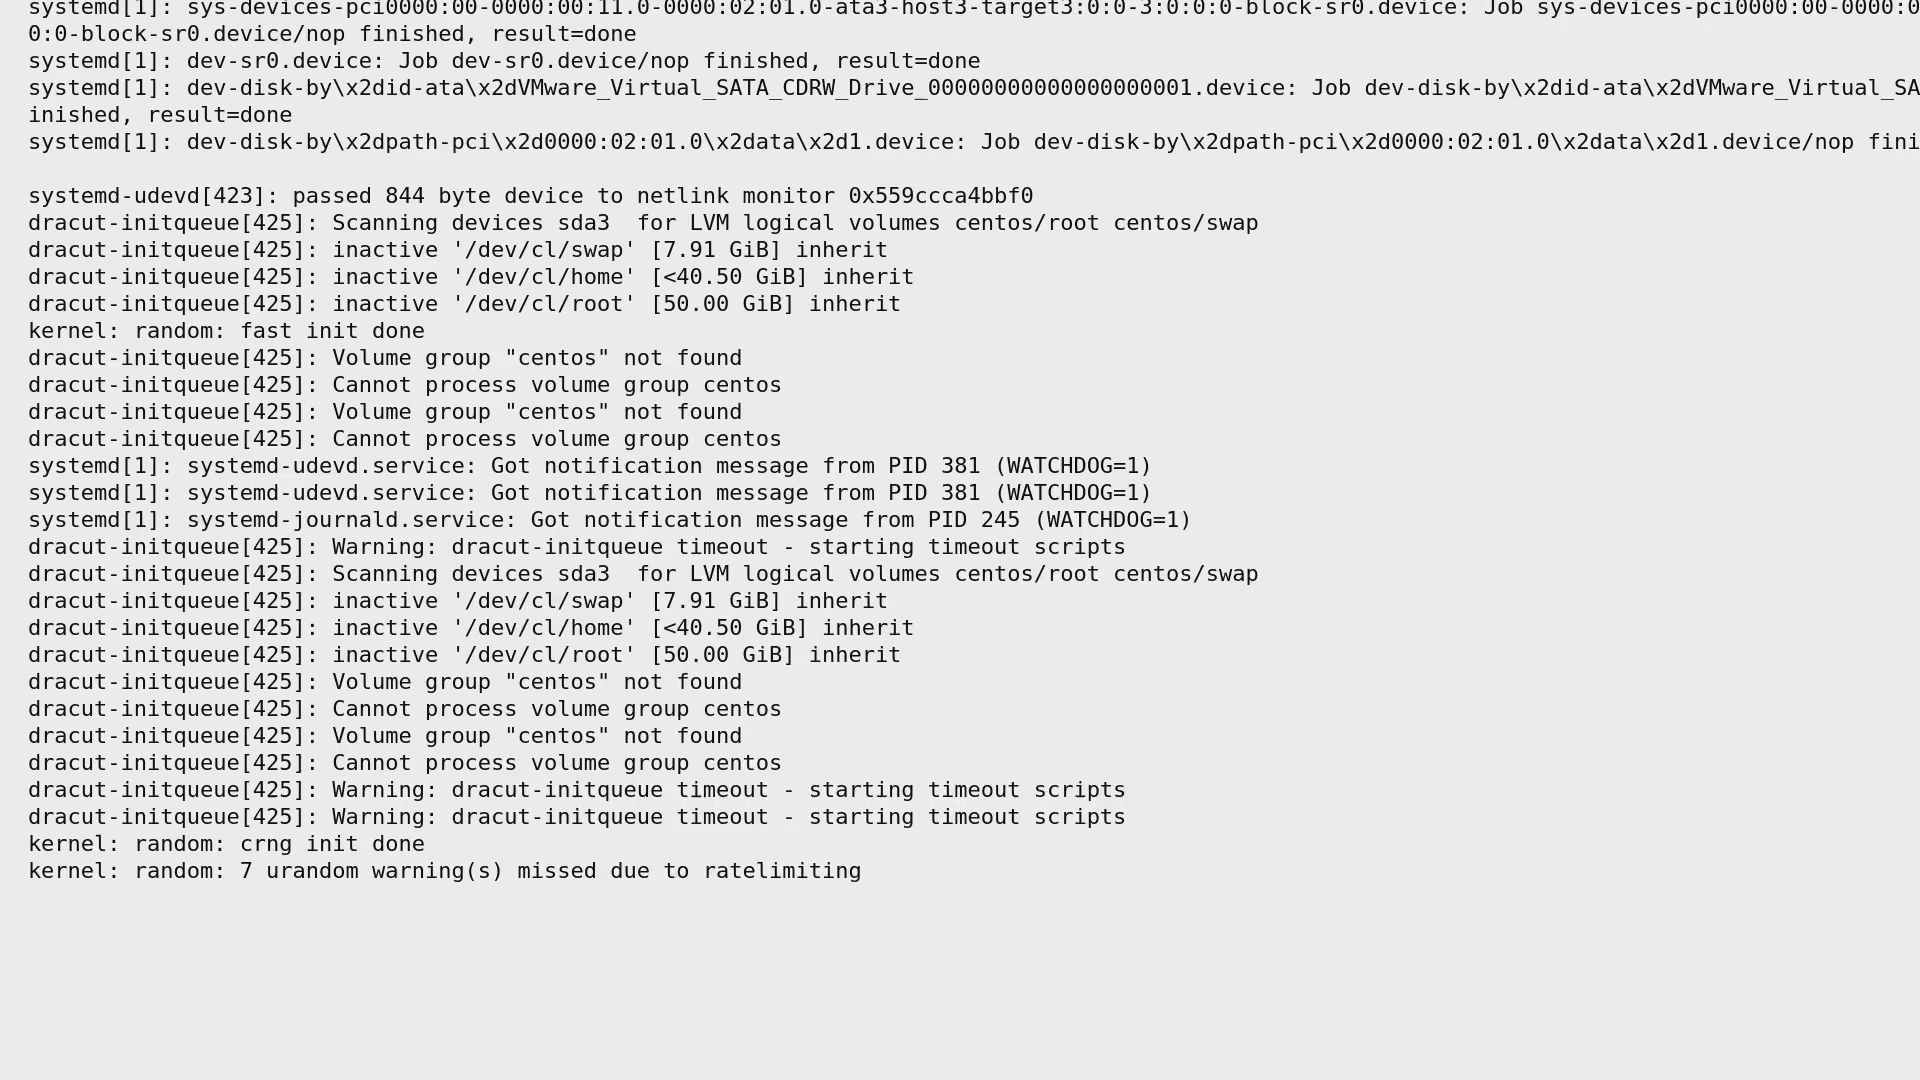 systemd[1]: sys-devices-pci0000:00-0000:00:11.0-0000:02:01.0-ata3-host3-target3:0:0-3:0:0:0-block-sr0.device: Job sys-devices-pci0000:00-0000:0
0:0-block-sr0.device/nop finished, result=done
systemd[1]: dev-sr0.device: Job dev-sr0.device/nop finished, result=done
systemd[1]: dev-disk-by\x2did-ata\x2dVMware_Virtual_SATA_CDRW_Drive_00000000000000000001.device: Job dev-disk-by\x2did-ata\x2dVMware_Virtual_SA
inished, result=done
systemd[1]: dev-disk-by\x2dpath-pci\x2d0000:02:01.0\x2data\x2d1.device: Job dev-disk-by\x2dpath-pci\x2d0000:02:01.0\x2data\x2d1.device/nop fini
systemd-udevd[423]: passed 844 byte device to netlink monitor 0x559ccca4bbf0
dracut-initqueue[425]: Scanning devices sda3  for LVM logical volumes centos/root centos/swap
dracut-initqueue[425]: inactive '/dev/cl/swap' [7.91 GiB] inherit
dracut-initqueue[425]: inactive '/dev/cl/home' [<40.50 GiB] inherit
dracut-initqueue[425]: inactive '/dev/cl/root' [50.00 GiB] inherit
kernel: random: fast init done
dracut-initqueue[425]: Volume group "centos" not found
dracut-initqueue[425]: Cannot process volume group centos
dracut-initqueue[425]: Volume group "centos" not found
dracut-initqueue[425]: Cannot process volume group centos
systemd[1]: systemd-udevd.service: Got notification message from PID 381 (WATCHDOG=1)
systemd[1]: systemd-udevd.service: Got notification message from PID 381 (WATCHDOG=1)
systemd[1]: systemd-journald.service: Got notification message from PID 245 (WATCHDOG=1)
dracut-initqueue[425]: Warning: dracut-initqueue timeout - starting timeout scripts
dracut-initqueue[425]: Scanning devices sda3  for LVM logical volumes centos/root centos/swap
dracut-initqueue[425]: inactive '/dev/cl/swap' [7.91 GiB] inherit
dracut-initqueue[425]: inactive '/dev/cl/home' [<40.50 GiB] inherit
dracut-initqueue[425]: inactive '/dev/cl/root' [50.00 GiB] inherit
dracut-initqueue[425]: Volume group "centos" not found
dracut-initqueue[425]: Cannot process volume group centos
dracut-initqueue[425]: Volume group "centos" not found
dracut-initqueue[425]: Cannot process volume group centos
dracut-initqueue[425]: Warning: dracut-initqueue timeout - starting timeout scripts
dracut-initqueue[425]: Warning: dracut-initqueue timeout - starting timeout scripts
kernel: random: crng init done
kernel: random: 7 urandom warning(s) missed due to ratelimiting